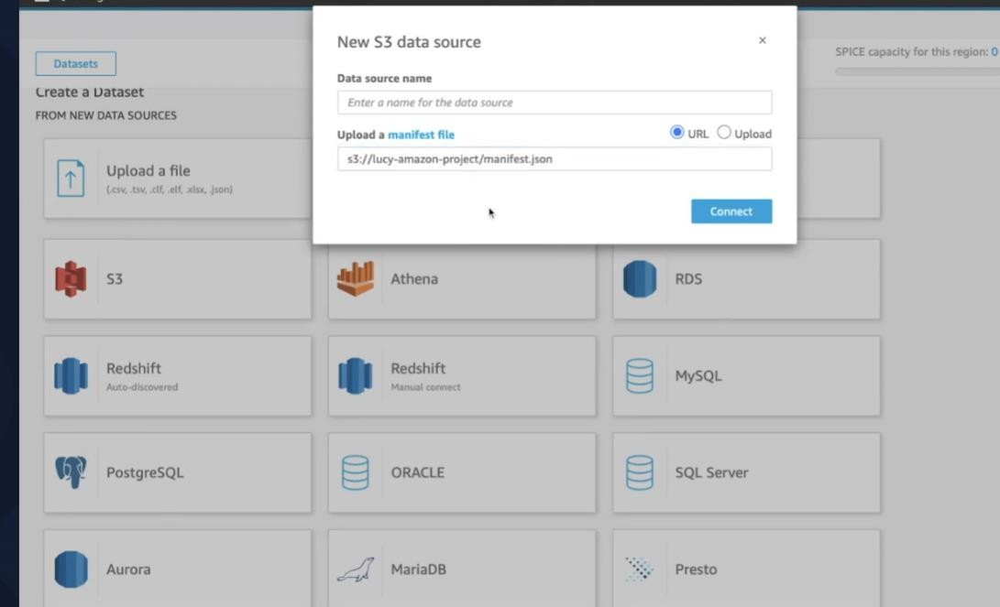 New S3 data source
×
Data source name
Enter a name for the data source
Upload a manifest file
URL
Upload
s3://lucy-amazon-project/manifest.json
Connect
Datasets
SPICE capacity for this region: 0
Create a Dataset
FROM NEW DATA SOURCES
Upload a file
(.csv, .tsv, .clf, .elf, .xlsx, .json)
S3
Athena
RDS
Redshift
Auto-discovered
Redshift
Manual connect
MySQL
PostgreSQL
ORACLE
SQL Server
Aurora
MariaDB
Presto